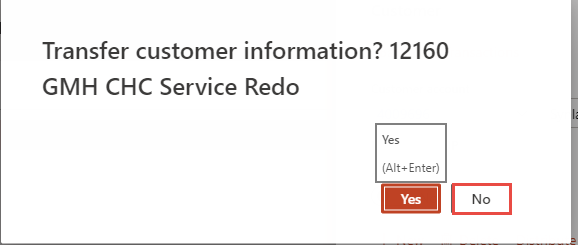 Transfer customer information? 12160
GMH CHC Service Redo
Yes
(Alt+Enter)
Yes
No